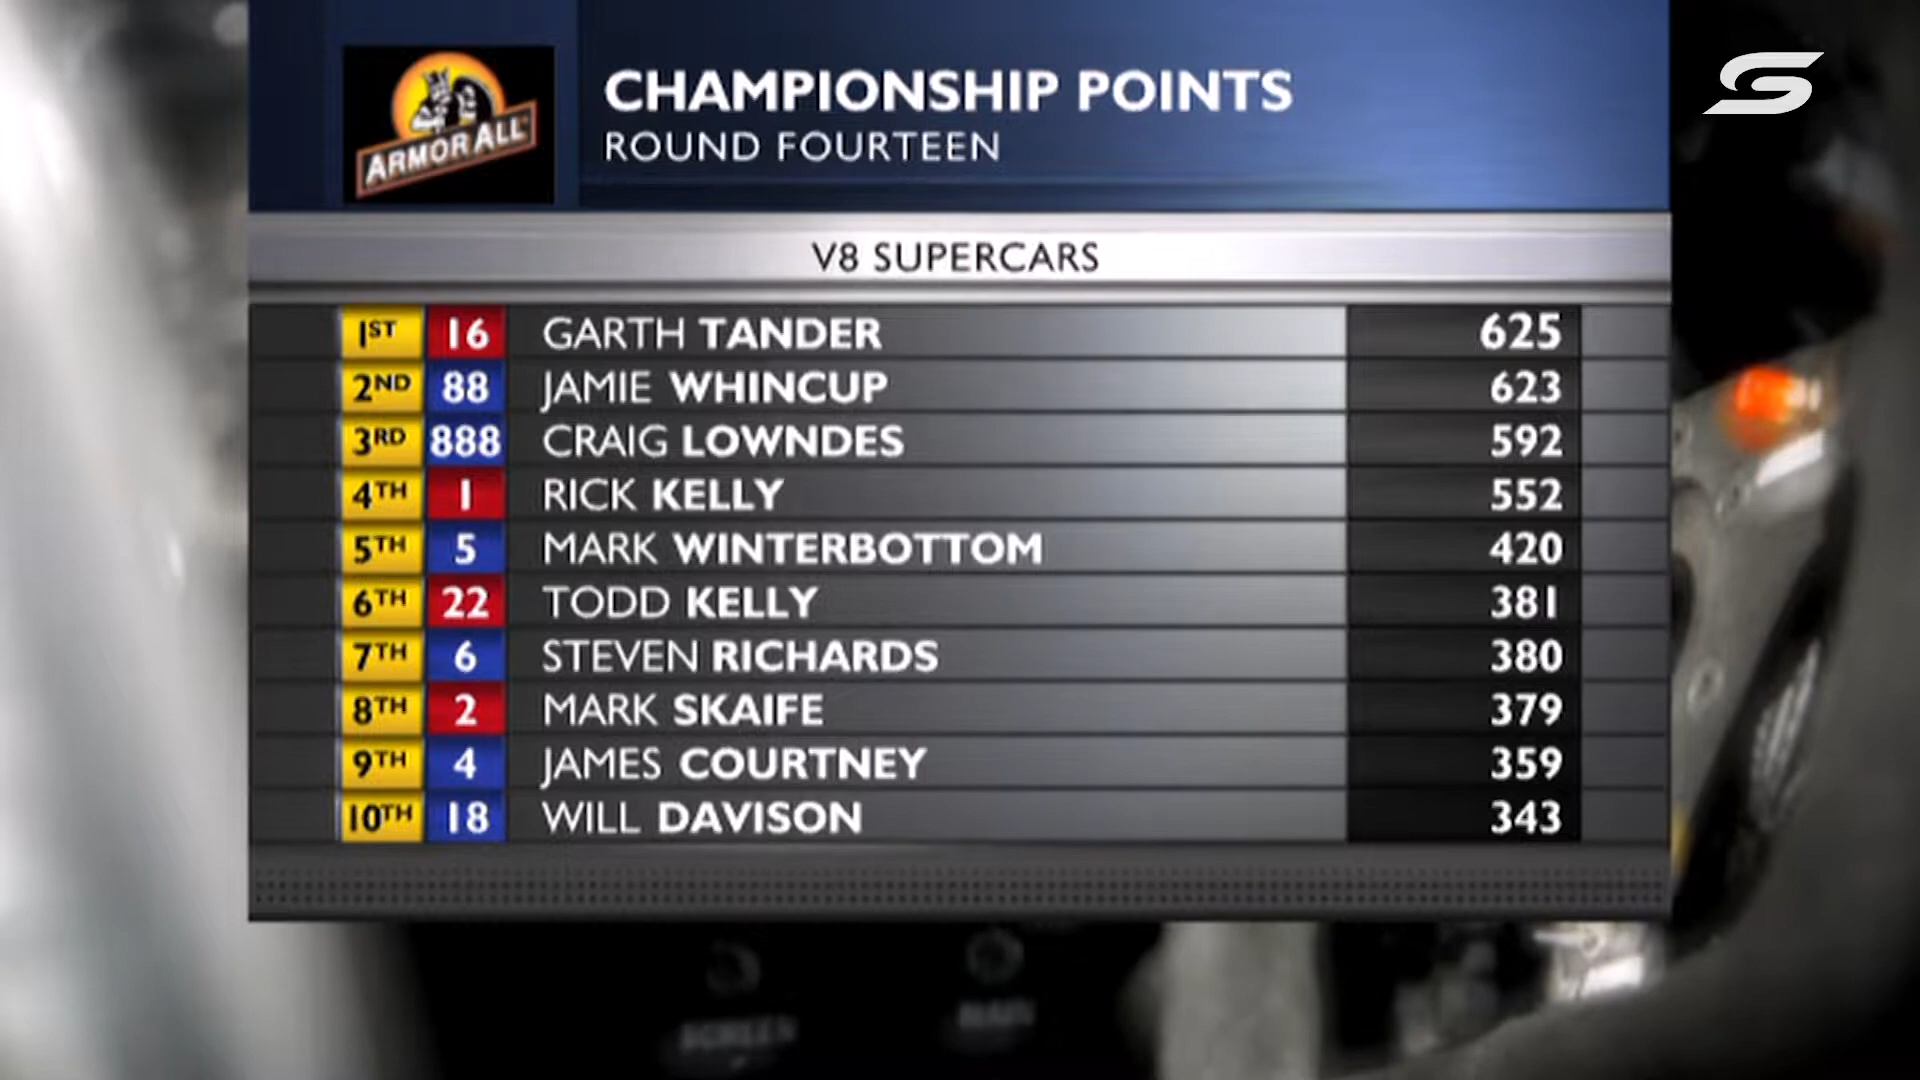 ARMOR ALL
CHAMPIONSHIP POINTS
ROUND FOURTEEN
V8 SUPERCARS
1ST 16 GARTH TANDER 625
2ND 88 JAMIE WHINCUP 623
3RD 888 CRAIG LOWNDES 592
4TH 1 RICK KELLY 552
5TH 5 MARK WINTERBOTTOM 420
6TH 22 TODD KELLY 381
7TH 6 STEVEN RICHARDS 380
8TH 2 MARK SKAIFE 379
9TH 4 JAMES COURTNEY 359
10TH 18 WILL DAVISON 343
SCREEN